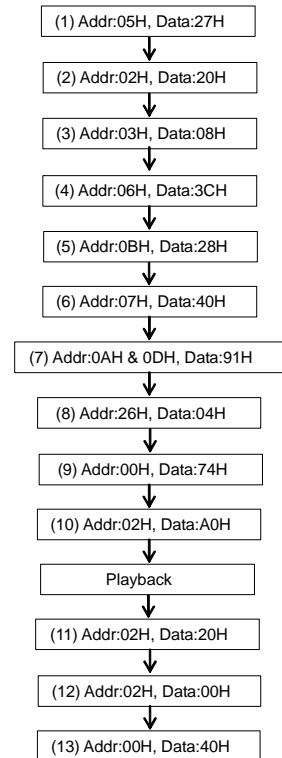 (1) Addr:05H, Data:27H
(2) Addr:02H, Data:20H
(3) Addr:03H, Data:08H
(4) Addr:06H, Data:3CH
(5) Addr:0BH, Data:28H
(6) Addr:07H, Data:40H
(7) Addr:0AH & 0DH, Data:91H
(8) Addr:26H, Data:04H
(9) Addr:00H, Data:74H
(10) Addr:02H, Data:A0H
Playback
(11) Addr:02H, Data:20H
(12) Addr:02H, Data:00H
(13) Addr:00H, Data:40H